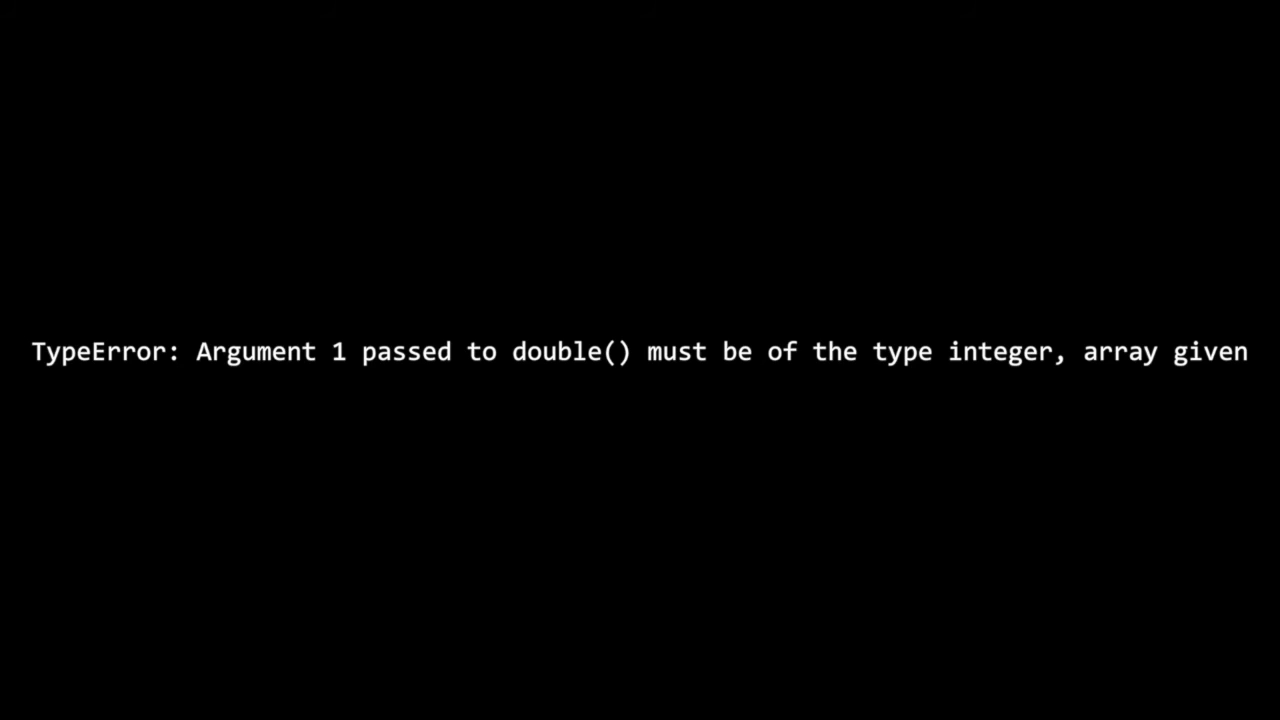 TypeError: Argument 1 passed to double() must be of the type integer, array given